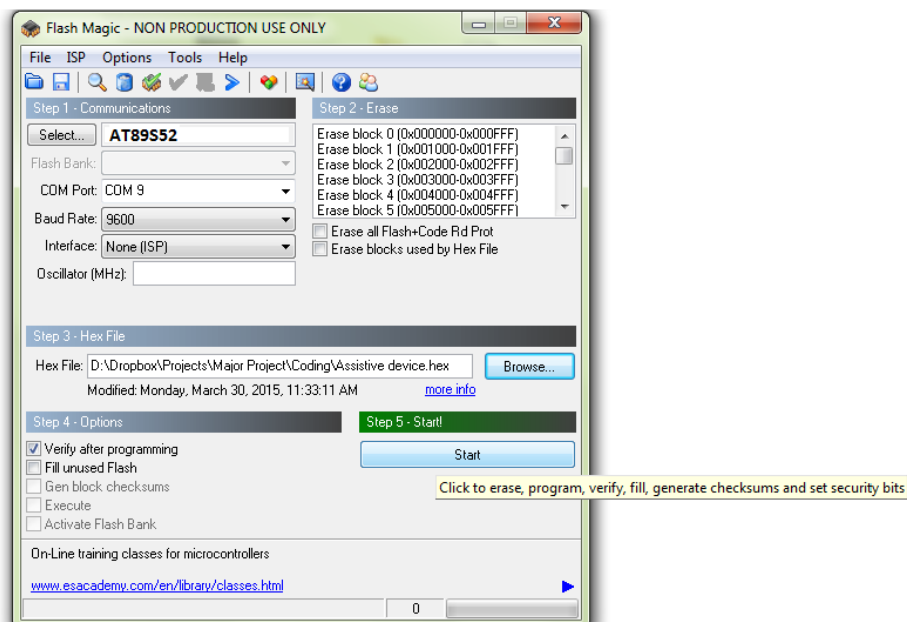 Flash Magic - NON PRODUCTION USE ONLY
File ISP Options Tools Help
Step 1 - Communications
Select... AT89S52
Flash Bank:
COM Port: COM 9
Baud Rate: 9600
Interface: None (ISP)
Oscillator (MHz):
Step 2 - Erase
Erase block 0 (0x000000-0x000FFF)
Erase block 1 (0x001000-0x001FFF)
Erase block 2 (0x002000-0x002FFF)
Erase block 3 (0x003000-0x003FFF)
Erase block 4 (0x004000-0x004FFF)
Erase block 5 (0x005000-0x005FFF)
Erase all Flash+Code Rd Prot
Erase blocks used by Hex File
Step 3 - Hex File
Hex File: D:\Dropbox\Projects\Major Project\Coding\Assistive device.hex Browse...
Modified: Monday, March 30, 2015, 11:33:11 AM more info
Step 4 - Options
Verify after programming
Fill unused Flash
Gen block checksums
Execute
Activate Flash Bank
Step 5 - Start!
Start
Click to erase, program, verify, fill, generate checksums and set security bits
On-Line training classes for microcontrollers
www.esacademy.com/en/library/classes.html
0